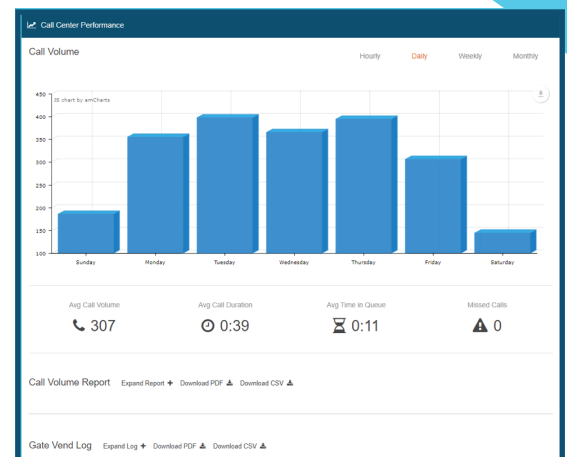 Call Center Performance
Call Volume Hourly Daily Weekly Monthly
450
JS chart by amCharts
400
350
300
250
200
150
100
Sunday Monday Tuesday Wednesday Thursday Friday Saturday
Avg Call Volume Avg Call Duration Avg Time in Queue Missed Calls
307 0:39 0:11 0
Call Volume Report Expand Report + Download PDF Download CSV
Gate Vend Log Expand Log + Download PDF Download CSV